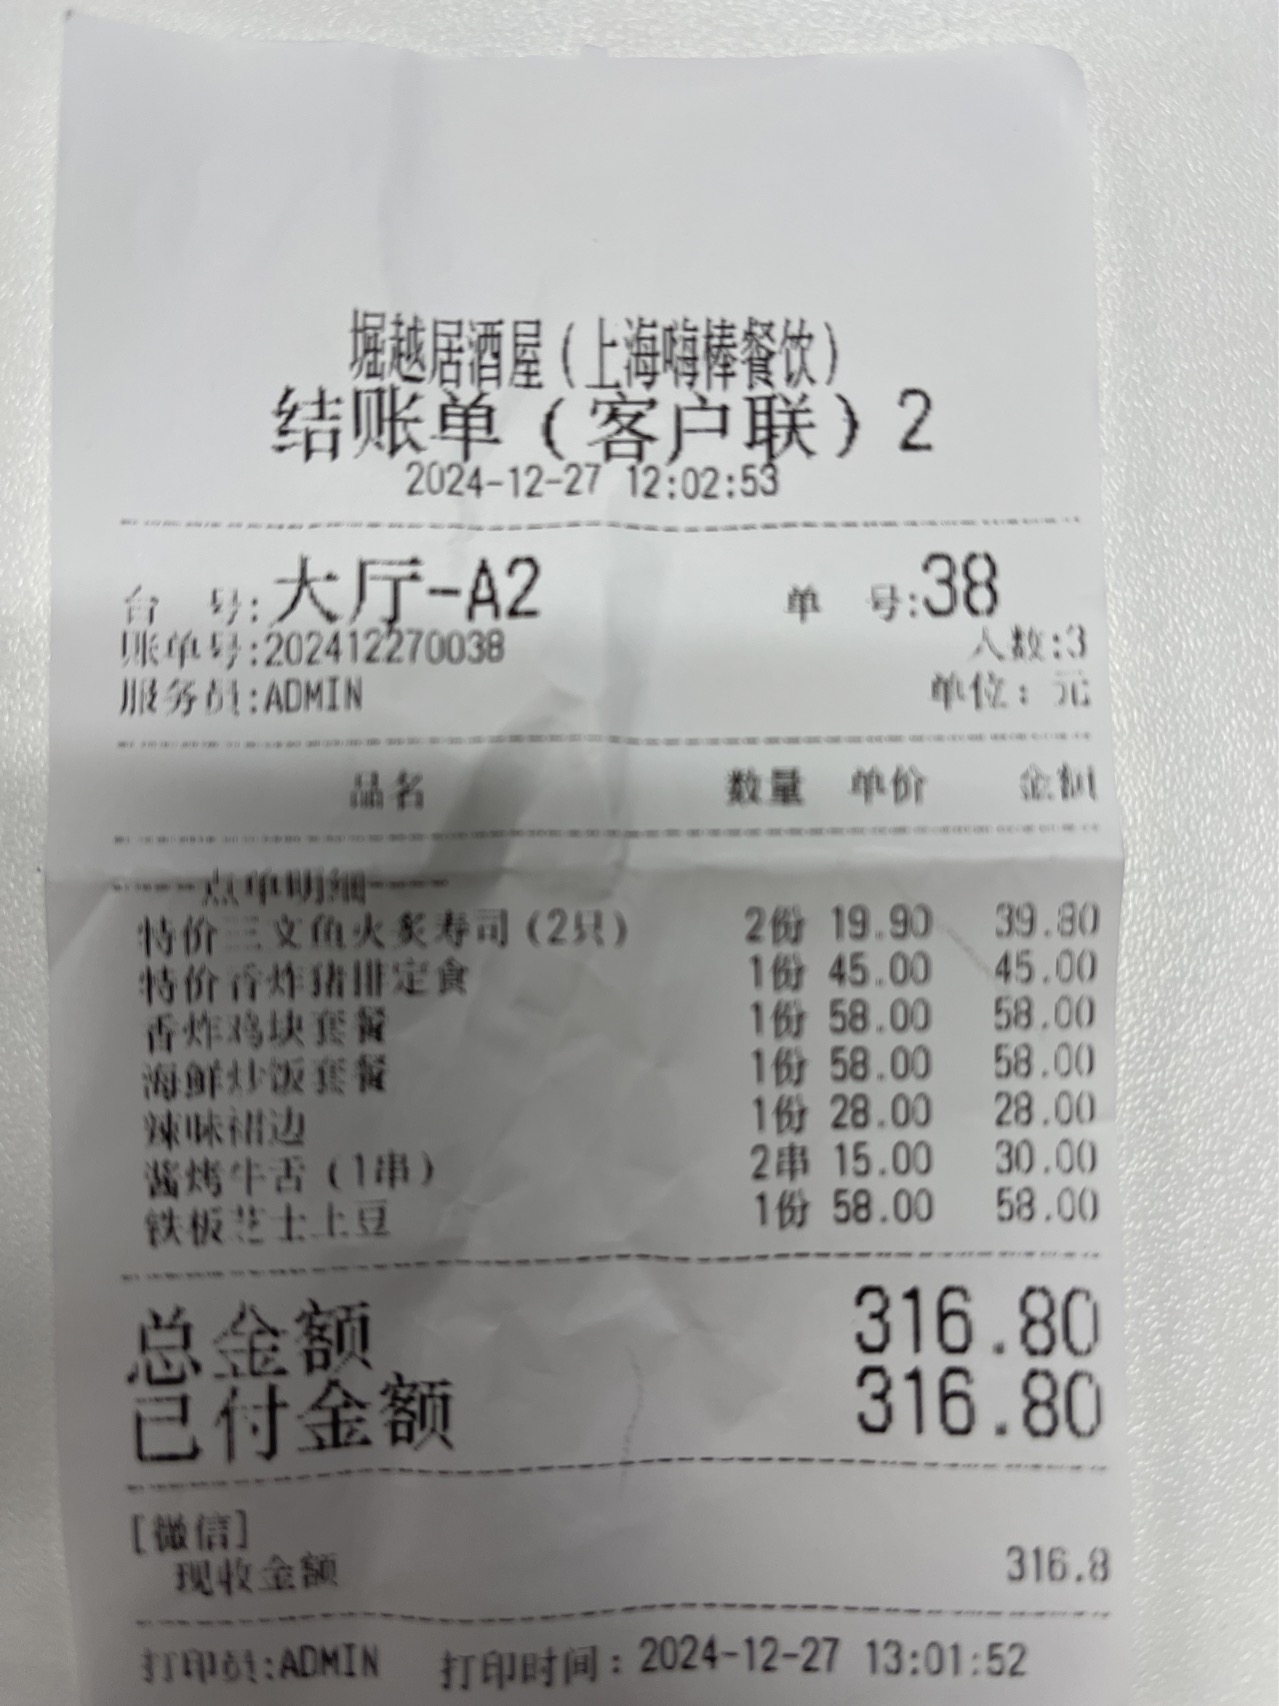 堀越居酒屋（上海嗨棒餐饮）
结账单（客户联）2
2024-12-27 12:02:53
台 号:大厅-A2 单 号:38
账单号:202412270038 人数:3
服务员:ADMIN 单位：元
品名 数量 单价 金额
----点单明细----
特价三文鱼火炙寿司(2只) 2份 19.90 39.80
特价香炸猪排定食 1份 45.00 45.00
香炸鸡块套餐 1份 58.00 58.00
海鲜炒饭套餐 1份 58.00 58.00
辣味裙边 1份 28.00 28.00
酱烤牛舌(1串) 2串 15.00 30.00
铁板芝士土豆 1份 58.00 58.00
总金额 316.80
已付金额 316.80
[微信]
现收金额 316.8
打印员:ADMIN 打印时间：2024-12-27 13:01:52